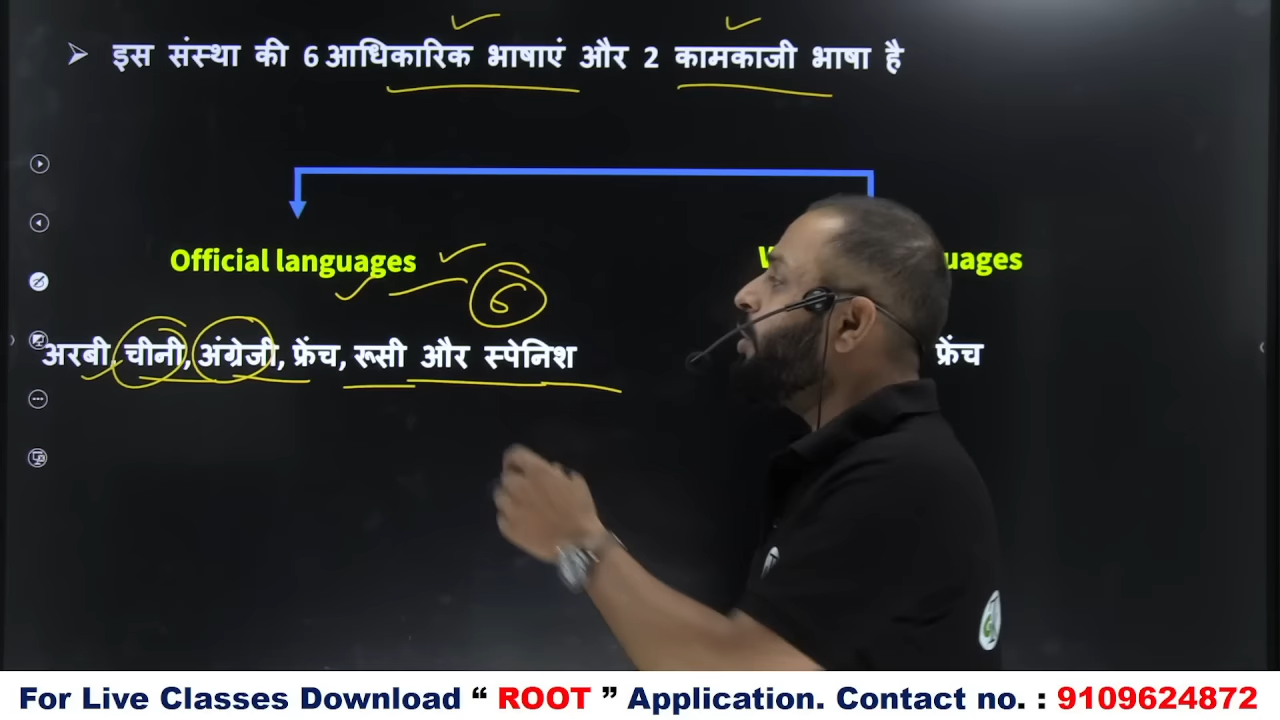 इस संस्था की 6 आधिकारिक भाषाएं और 2 कामकाजी भाषा है
Official languages
6
अरबी, चीनी, अंग्रेजी, फ्रेंच, रूसी और स्पेनिश
फ्रेंच
For Live Classes Download “ ROOT ” Application. Contact no. : 9109624872